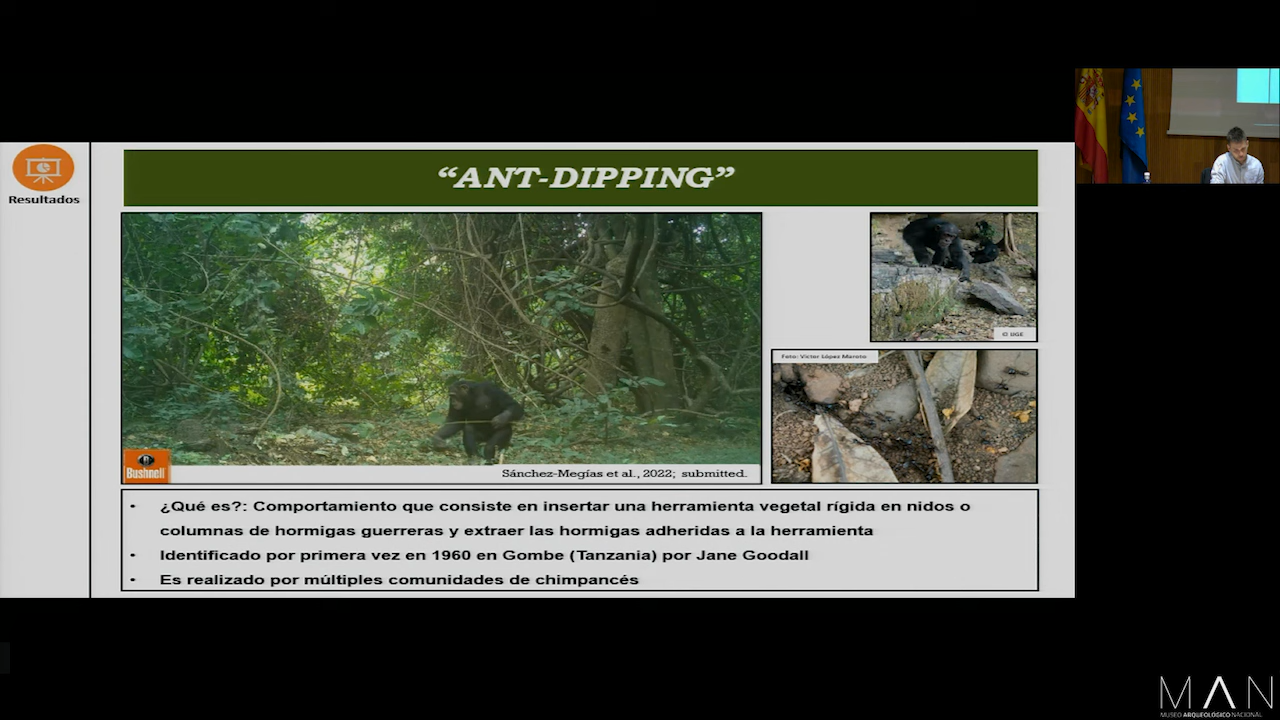 Resultados
“ANT-DIPPING”
Bushnell
Sánchez-Megías et al., 2022; submitted.
© IJGE
Foto: Víctor López Maroto
• ¿Qué es?: Comportamiento que consiste en insertar una herramienta vegetal rígida en nidos o
columnas de hormigas guerreras y extraer las hormigas adheridas a la herramienta
• Identificado por primera vez en 1960 en Gombe (Tanzania) por Jane Goodall
• Es realizado por múltiples comunidades de chimpancés
MAN
MUSEO ARQUEOLÓGICO NACIONAL